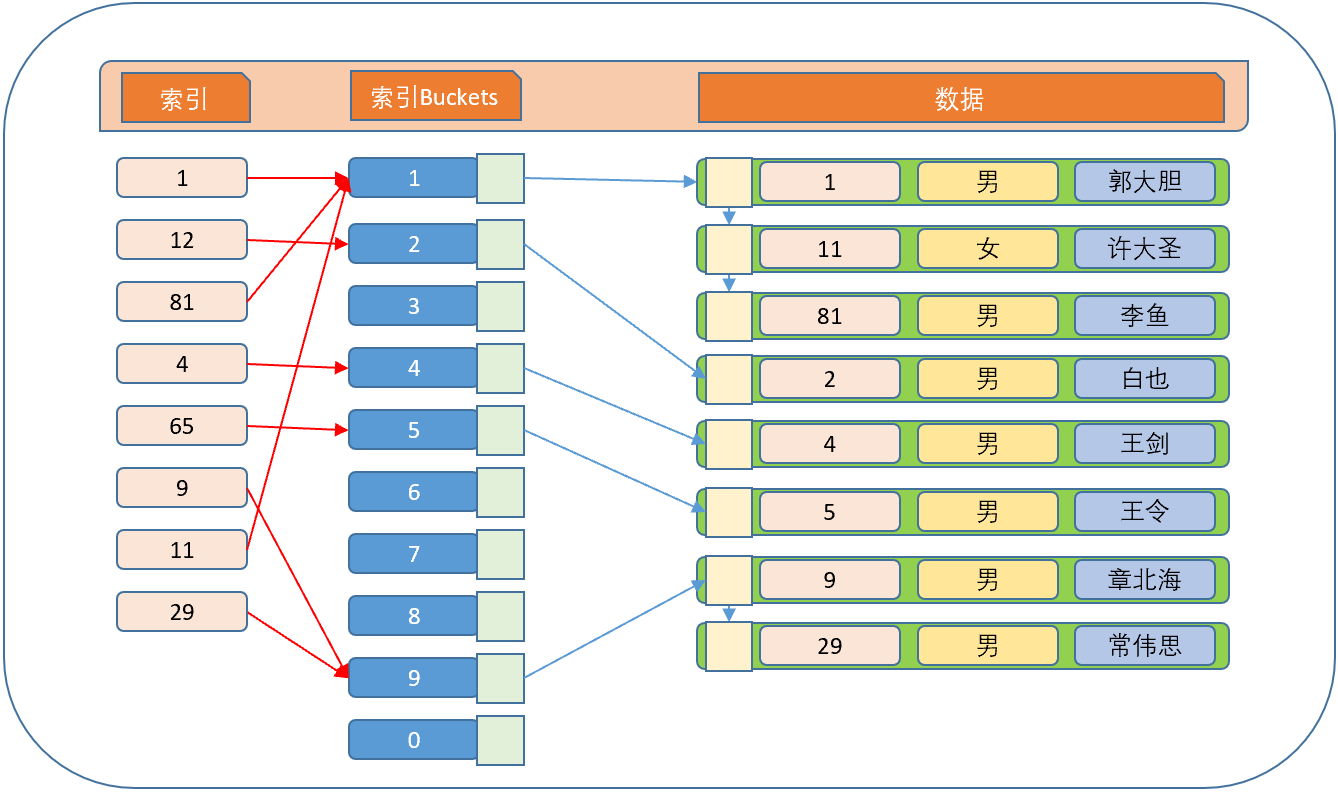 索引
索引Buckets
数据
1
1
1 男 郭大胆
12
2
11 女 许大圣
81
3
81 男 李鱼
4
4
2 男 白也
65
5
4 男 王剑
9
6
5 男 王令
11
7
9 男 章北海
29
8
29 男 常伟思
9
0